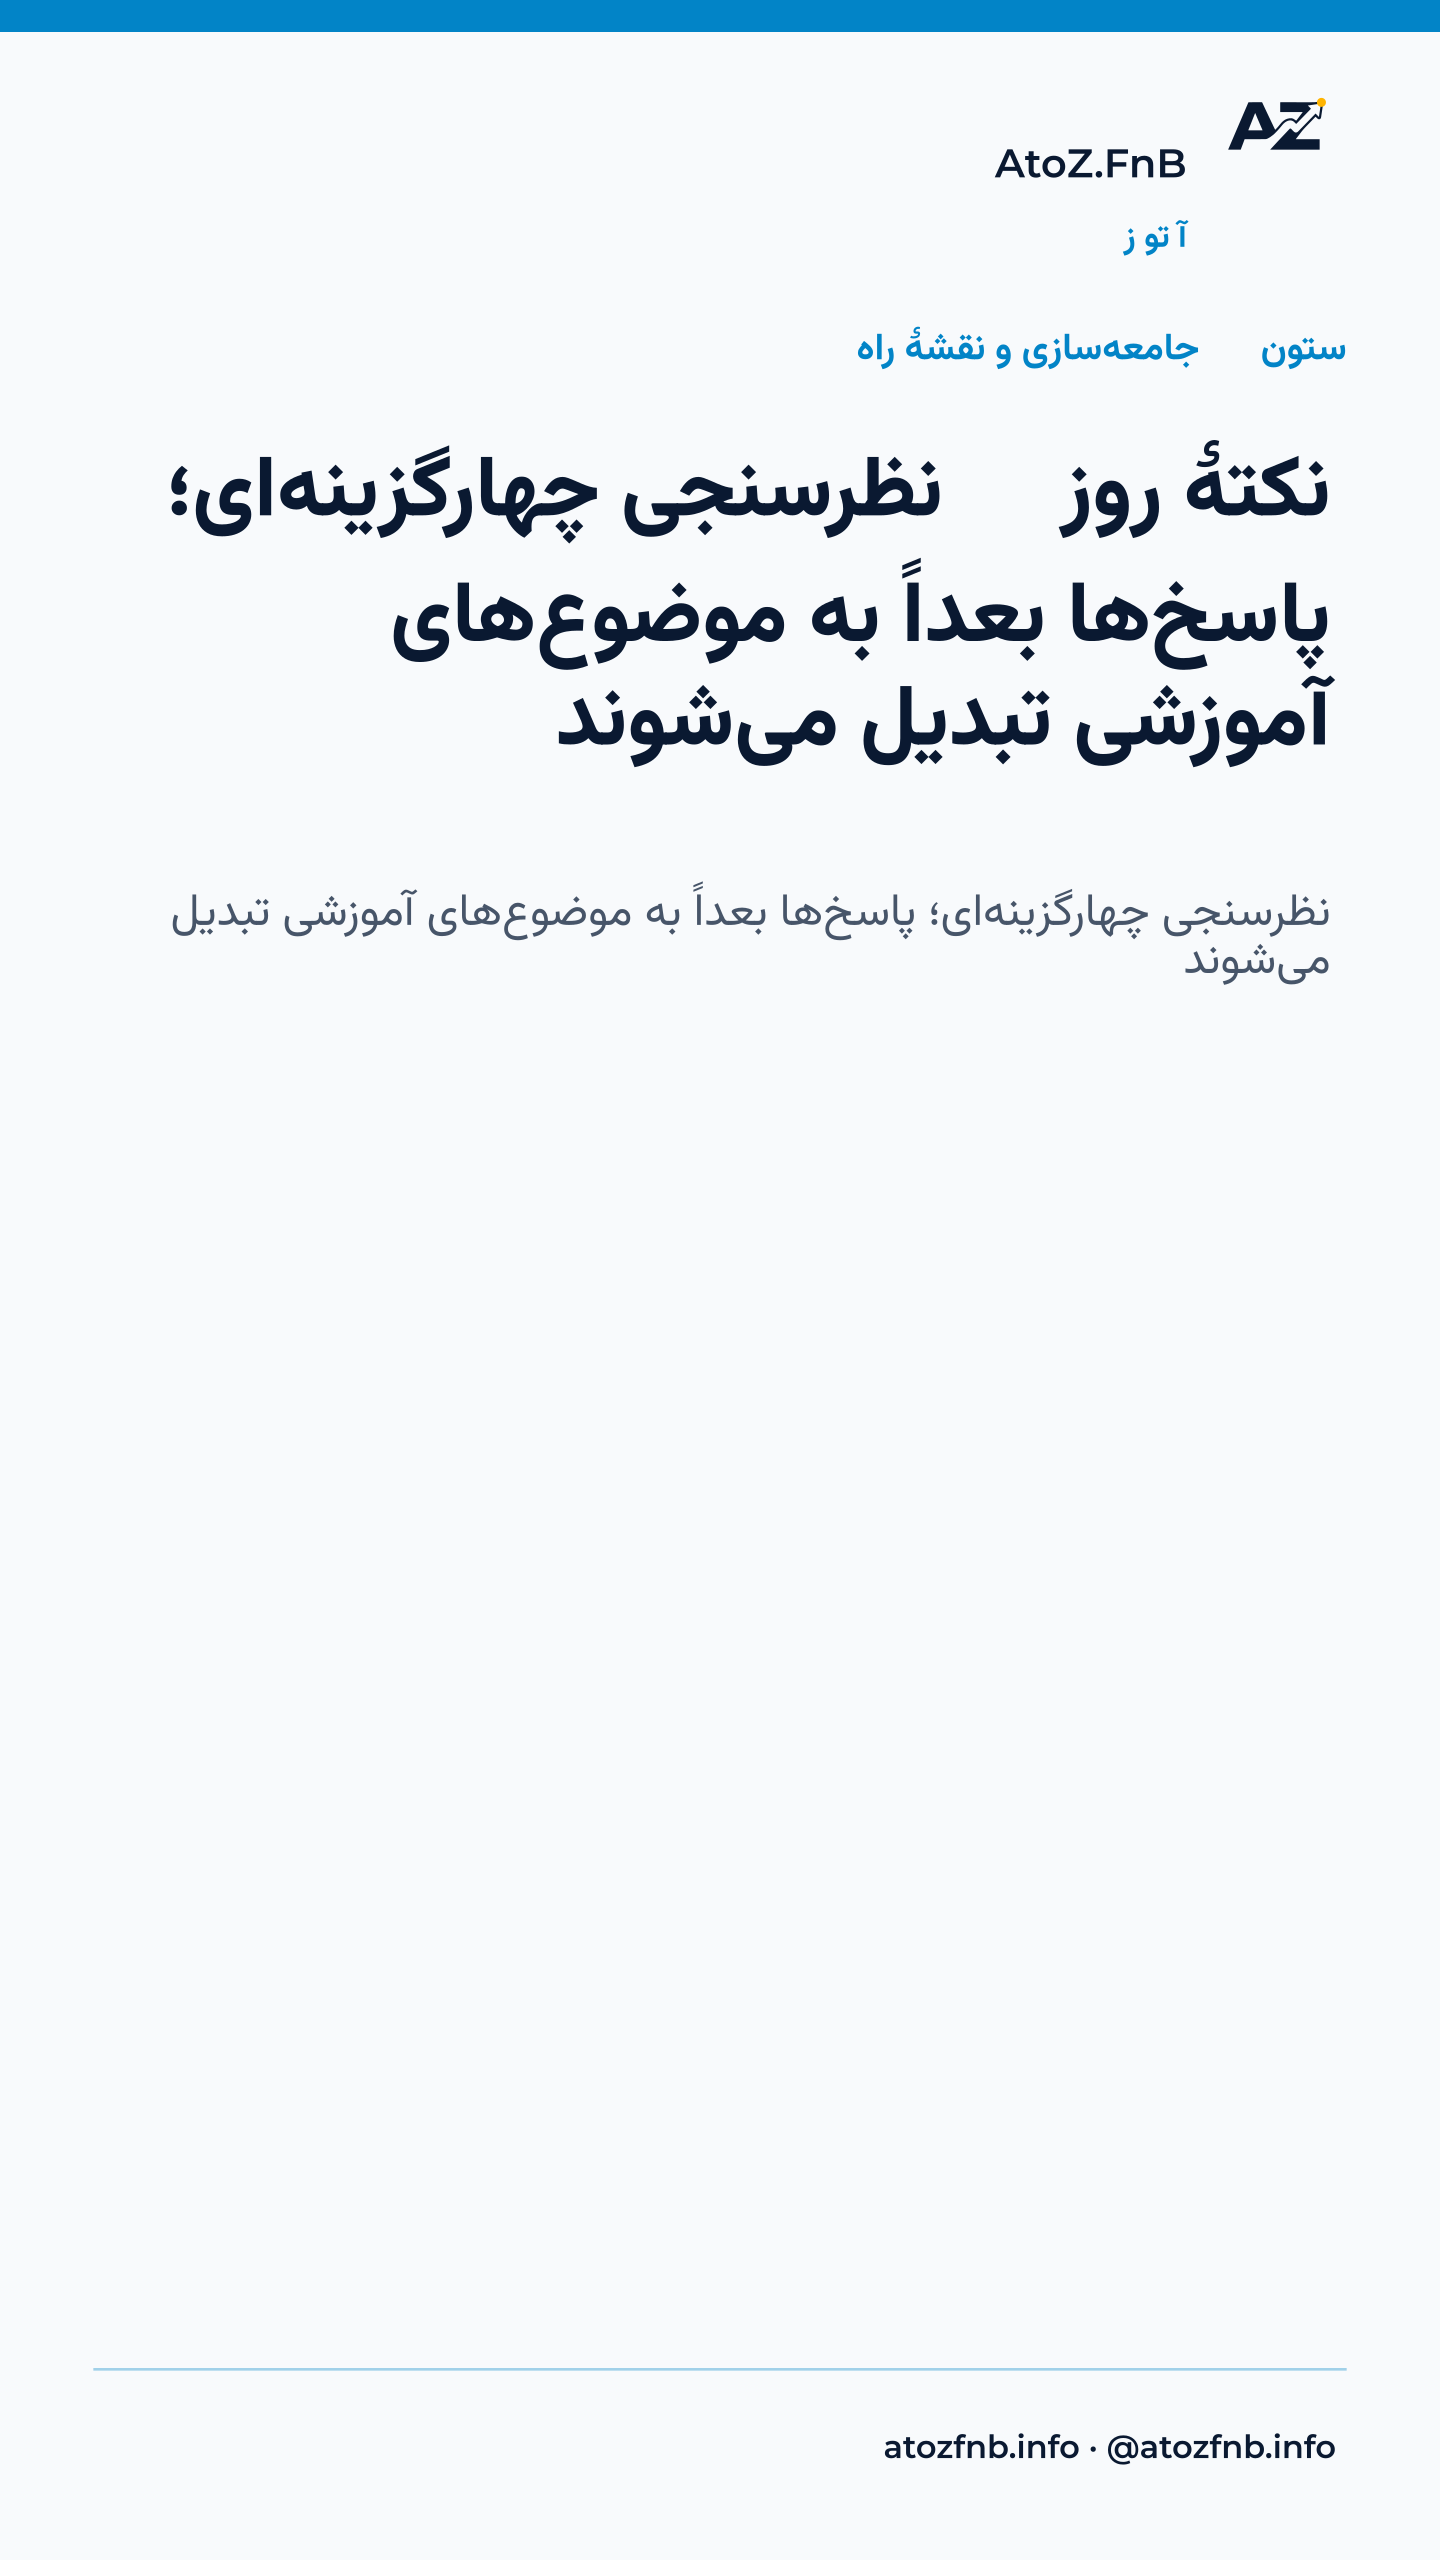 AZ
AtoZ.FnB
آ تو ز
ستون جامعه‌سازی و نقشهٔ راه
نکتهٔ روز نظرسنجی چهارگزینه‌ای؛
پاسخ‌ها بعداً به موضوع‌های
آموزشی تبدیل می‌شوند
نظرسنجی چهارگزینه‌ای؛ پاسخ‌ها بعداً به موضوع‌های آموزشی تبدیل
می‌شوند
atozfnb.info · @atozfnb.info